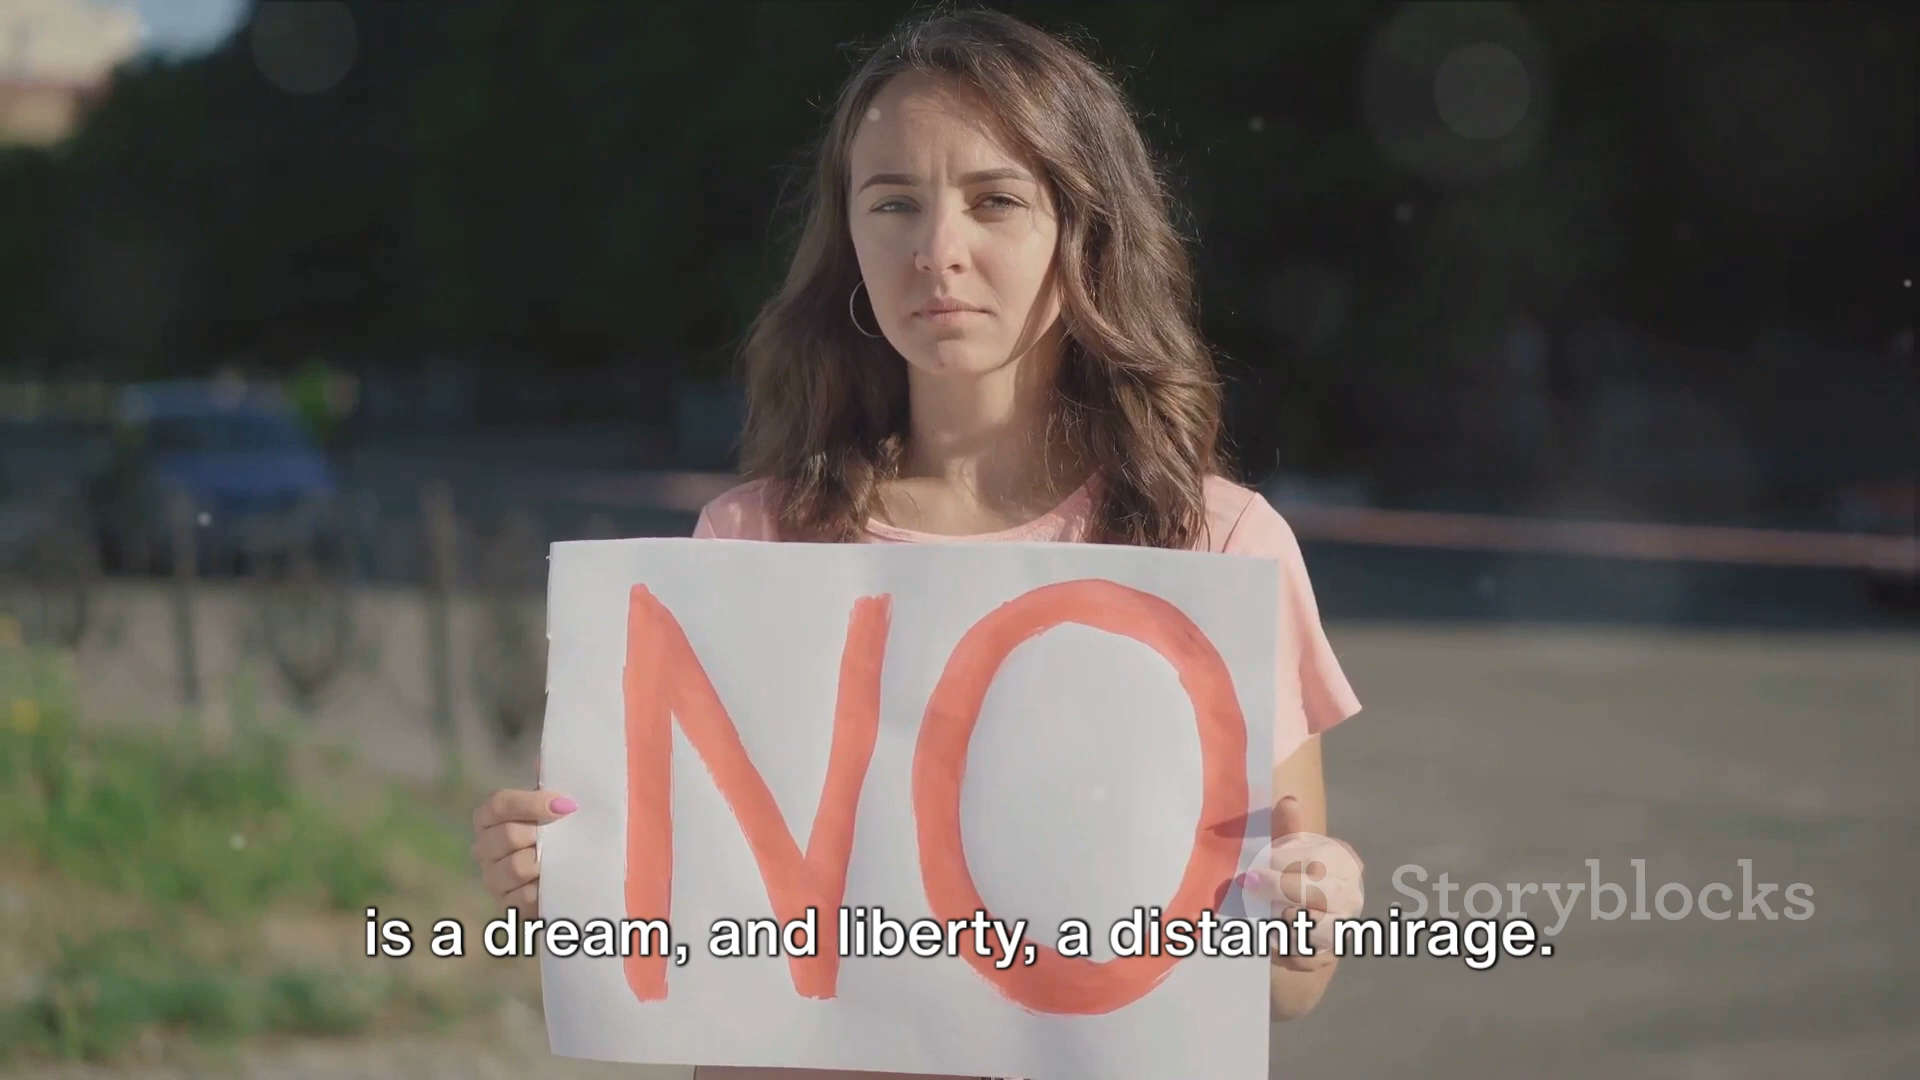 NO
Storyblocks
is a dream, and liberty, a distant mirage.